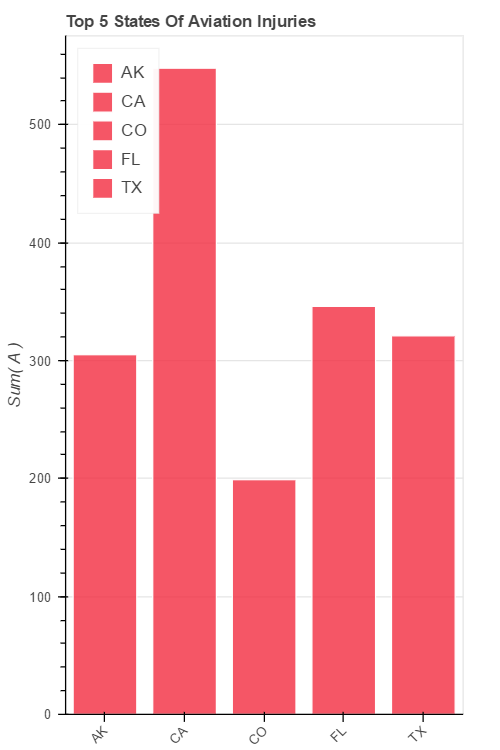 Top 5 States Of Aviation Injuries
AK
CA
CO
FL
TX
500
400
300
200
100
0
Sum( A )
AK
CA
CO
FL
TX